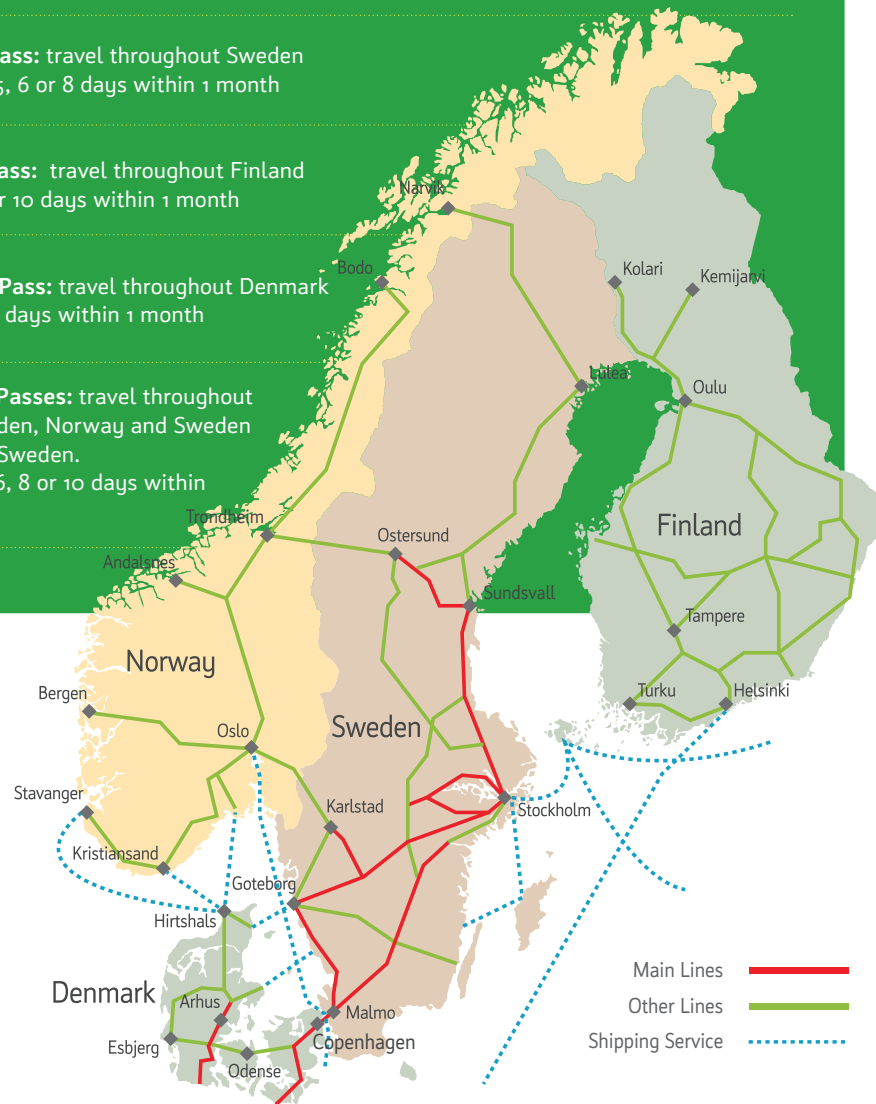 ass: travel throughout Sweden
5, 6 or 8 days within 1 month
ass: travel throughout Finland
r 10 days within 1 month
Pass: travel throughout Denmark
days within 1 month
Passes: travel throughout
den, Norway and Sweden
Sweden.
6, 8 or 10 days within
Narvik
Bodo
Kolari
Kemijarvi
Lulea
Oulu
Trondheim
Ostersund
Finland
Andalsnes
Sundsvall
Tampere
Norway
Bergen
Turku
Helsinki
Oslo
Sweden
Stavanger
Karlstad
Stockholm
Kristiansand
Goteborg
Hirtshals
Denmark
Arhus
Malmo
Esbjerg
Copenhagen
Odense
Main Lines
Other Lines
Shipping Service